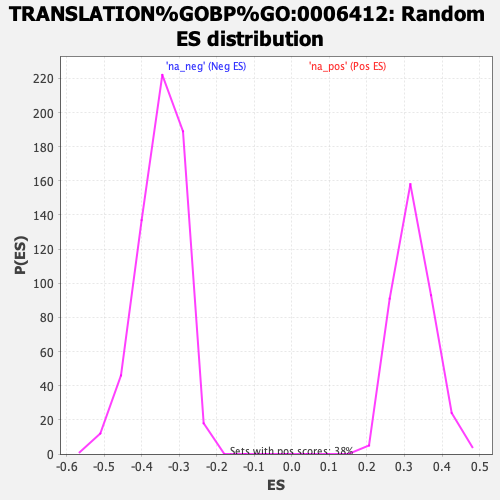 TRANSLATION%GOBP%GO:0006412: Random
ES distribution
'na_neg' (Neg ES)
'na_pos' (Pos ES)
220
200
180
160
140
120
100
80
60
40
20
0
P(ES)
Sets with pos scores: 38%
-0.6 -0.5 -0.4 -0.3 -0.2 -0.1 0.0 0.1 0.2 0.3 0.4 0.5
ES